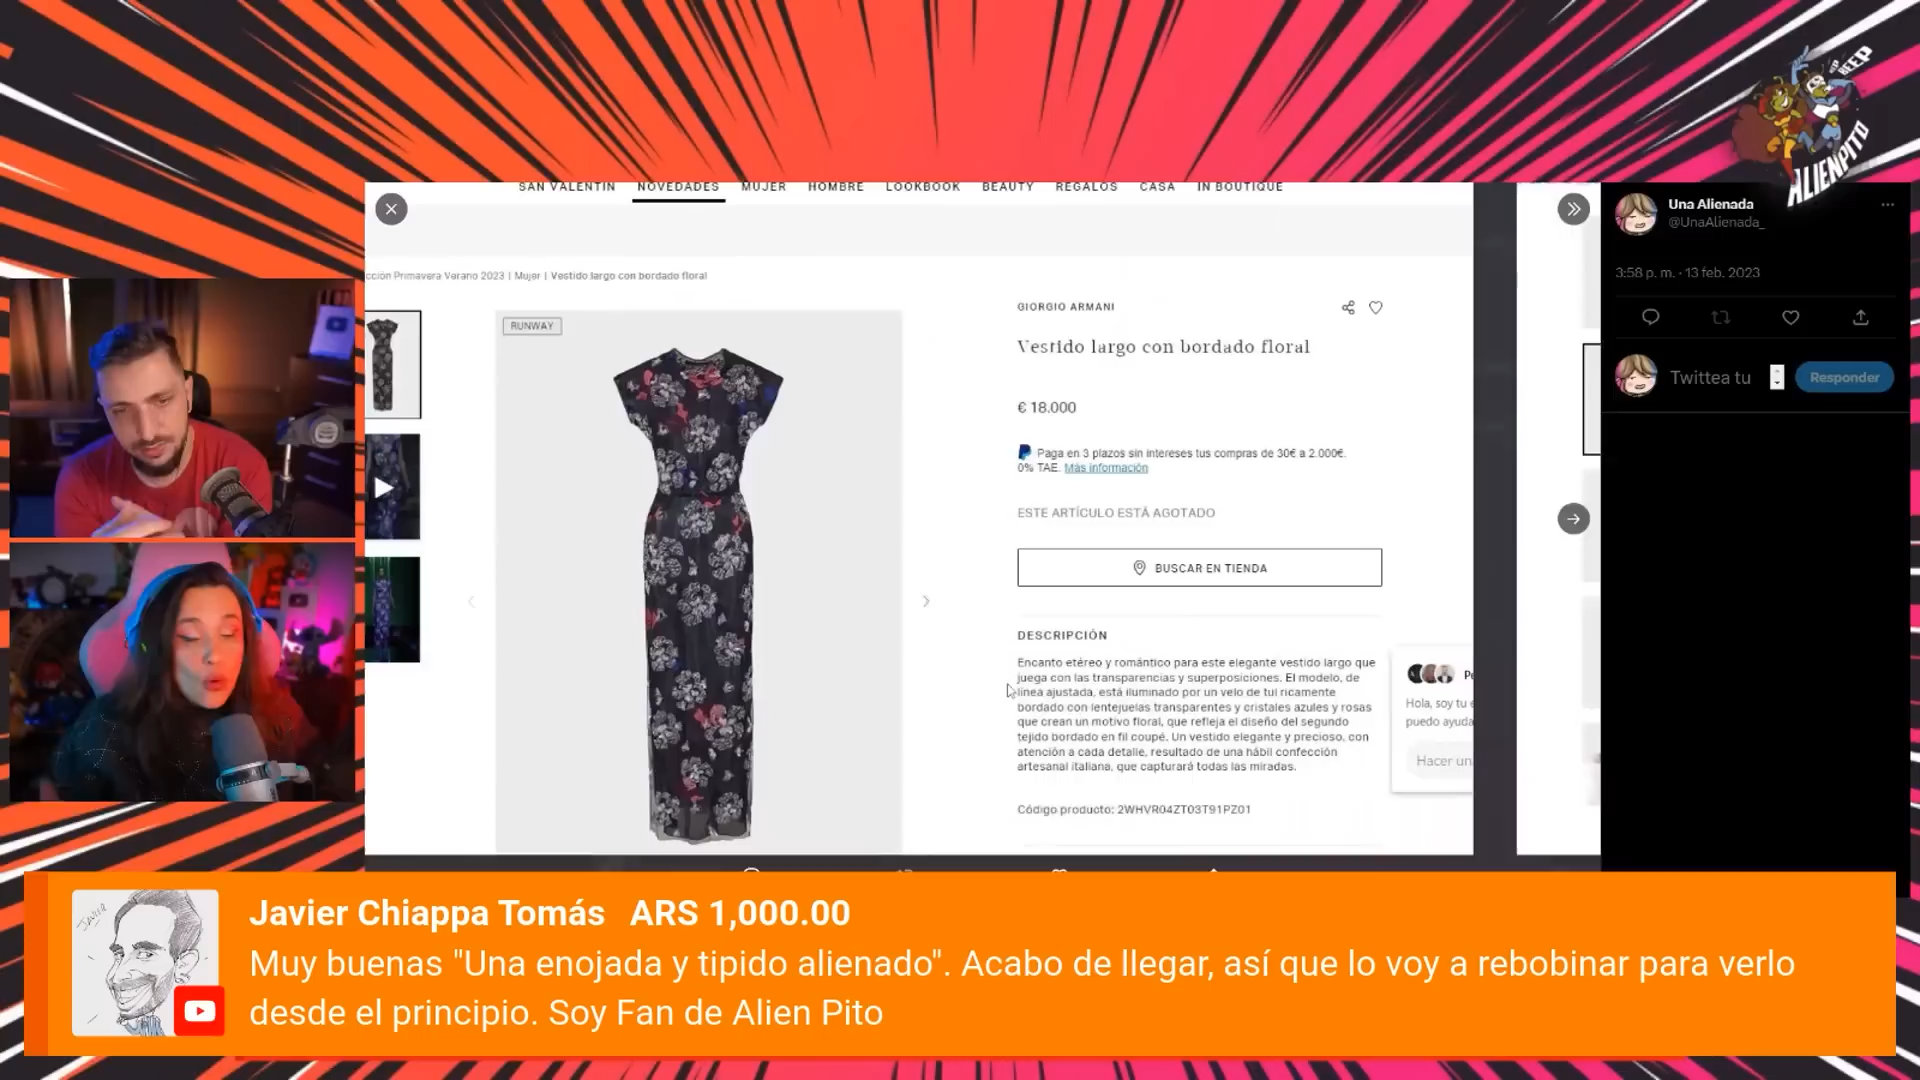 BEEP BEEP
ALIENPITO
SAN VALENTIN NOVEDADES MUJER HOMBRE LOOKBOOK BEAUTY REGALOS CASA IN BOUTIQUE
Una Alienada
@UnaAlienada_
3:58 p. m. · 13 feb. 2023
Twittea tu
Responder
cción Primavera Verano 2023 | Mujer | Vestido largo con bordado floral
RUNWAY
GIORGIO ARMANI
Vestido largo con bordado floral
€ 18.000
Paga en 3 plazos sin intereses tus compras de 30€ a 2.000€.
0% TAE. Más información
ESTE ARTÍCULO ESTÁ AGOTADO
BUSCAR EN TIENDA
DESCRIPCIÓN
Encanto etéreo y romántico para este elegante vestido largo que
juega con las transparencias y superposiciones. El modelo, de
línea ajustada, está iluminado por un velo de tul ricamente
bordado con lentejuelas transparentes y cristales azules y rosas
que crean un motivo floral, que refleja el diseño del segundo
tejido bordado en fil coupé. Un vestido elegante y precioso, con
atención a cada detalle, resultado de una hábil confección
artesanal italiana, que capturará todas las miradas.
Código producto: 2WHVR04ZT03T91PZ01
Hola, soy tu
puedo ayuda
Hacer un
Javier Chiappa Tomás ARS 1,000.00
Muy buenas "Una enojada y tipido alienado". Acabo de llegar, así que lo voy a rebobinar para verlo
desde el principio. Soy Fan de Alien Pito